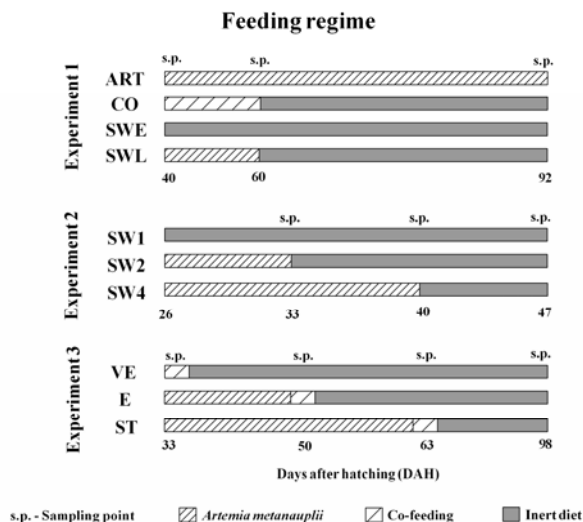 Feeding regime
s.p. s.p. s.p.
Experiment 1
ART
CO
SWE
SWL
40 60 92
s.p. s.p. s.p.
Experiment 2
SW1
SW2
SW4
26 33 40 47
s.p. s.p. s.p. s.p.
Experiment 3
VE
E
ST
33 50 63 98
Days after hatching (DAH)
s.p. - Sampling point Artemia metanauplii Co-feeding Inert diet